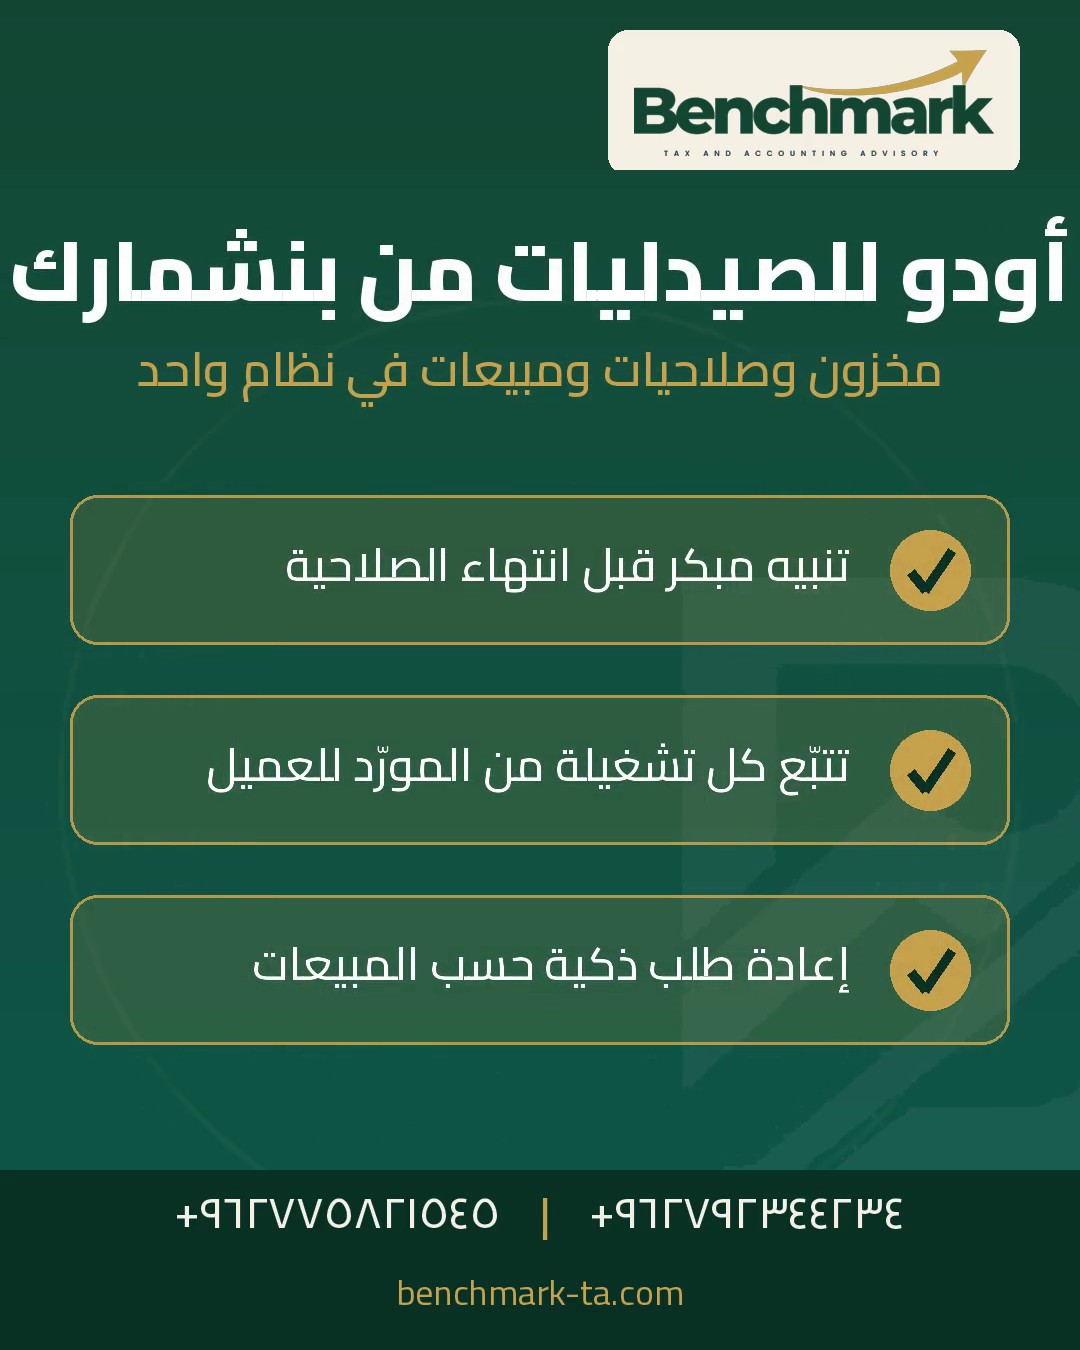 Benchmark
TAX AND ACCOUNTING ADVISORY
أودو للصيدليات من بنشمارك
مخزون وصلاحيات ومبيعات في نظام واحد
تنبيه مبكر قبل انتهاء الصلاحية
تتبّع كل تشغيلة من المورّد للعميل
إعادة طلب ذكية حسب المبيعات
+٩٦٢٧٧٥٨٢١٥٤٥ | +٩٦٢٧٩٢٣٤٤٢٣٤
benchmark-ta.com